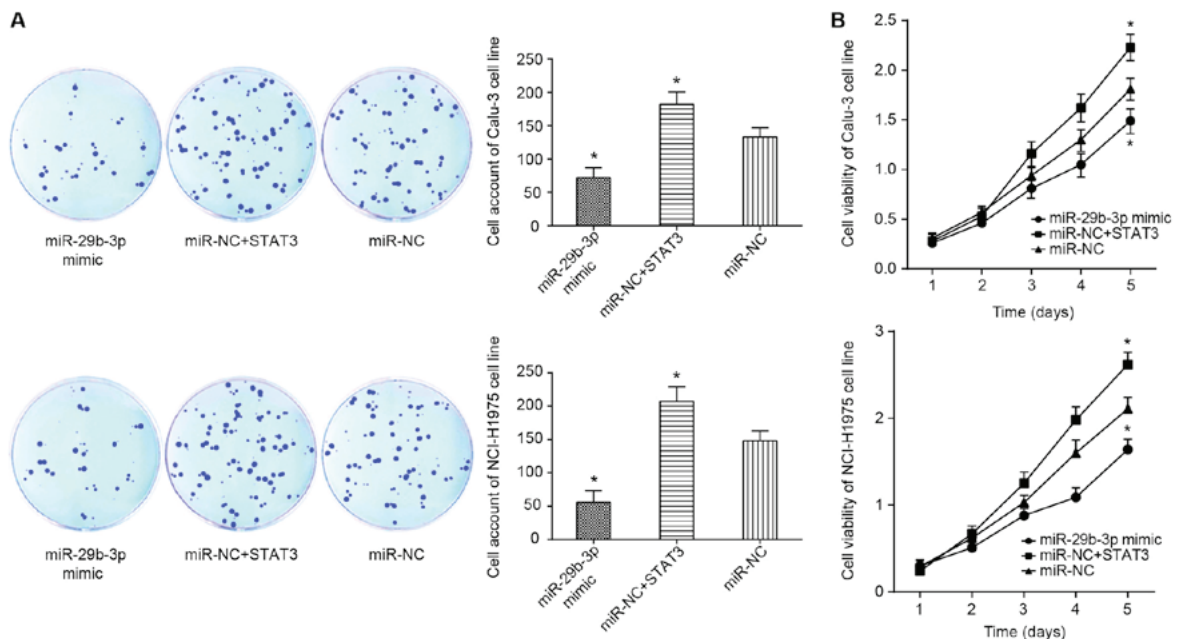 A
miR-29b-3p
mimic
miR-NC+STAT3
miR-NC
Cell account of Calu-3 cell line
250
200
150
100
50
0
*
*
miR-29b-3p
mimic
miR-NC+STAT3
miR-NC
B
Cell viability of Calu-3 cell line
2.5
2.0
1.5
1.0
0.5
0.0
*
*
miR-29b-3p mimic
miR-NC+STAT3
miR-NC
1 2 3 4 5
Time (days)
miR-29b-3p
mimic
miR-NC+STAT3
miR-NC
Cell account of NCI-H1975 cell line
250
200
150
100
50
0
*
*
miR-29b-3p
mimic
miR-NC+STAT3
miR-NC
Cell viability of NCI-H1975 cell line
3
2
1
0
*
*
miR-29b-3p mimic
miR-NC+STAT3
miR-NC
1 2 3 4 5
Time (days)